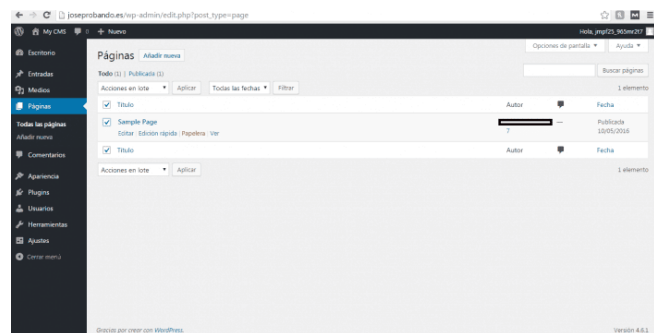 joseprobando.es/wp-admin/edit.php?post_type=page
My CMS 0 + Nuevo Hola, jmpf25_965mr2t7
Escritorio
Entradas
Medios
Páginas
Todas las páginas
Añadir nueva
Comentarios
Apariencia
Plugins
Usuarios
Herramientas
Ajustes
Cerrar menú
Opciones de pantalla Ayuda
Páginas Añadir nueva
Todo (1) | Publicada (1)
Buscar páginas
Acciones en lote Aplicar Todas las fechas Filtrar 1 elemento
Título Autor Fecha
Sample Page — Publicada
Editar | Edición rápida | Papelera | Ver 7 10/05/2016
Título Autor Fecha
Acciones en lote Aplicar 1 elemento
Gracias por crear con WordPress. Versión 4.6.1